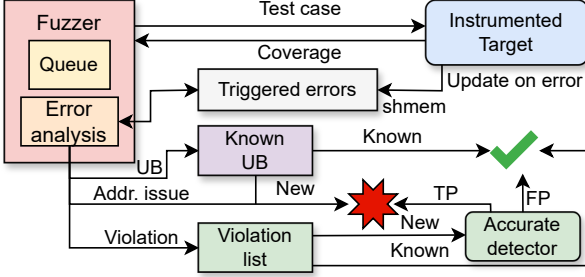 Fuzzer
Test case
Instrumented
Target
Coverage
Queue
Triggered errors
Update on error
shmem
Error
analysis
Known
UB
Known
UB
New
Addr. issue
TP
FP
Violation
Violation
list
New
Known
Accurate
detector